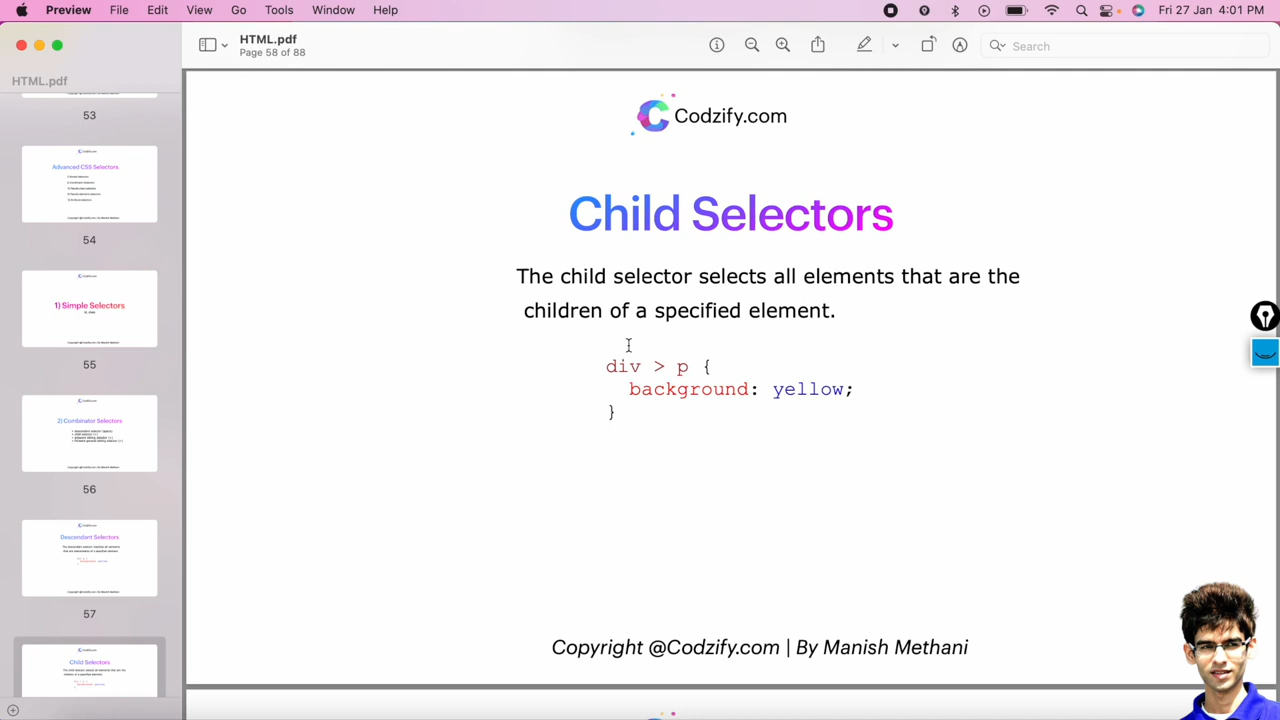 Preview File Edit View Go Tools Window Help Fri 27 Jan 4:01 PM
HTML.pdf
Page 58 of 88
Search
HTML.pdf
53
Advanced CSS Selectors
54
1) Simple Selectors
55
2) Combinator Selectors
56
Descendant Selectors
57
Child Selectors
Codzify.com
Child Selectors
The child selector selects all elements that are the
children of a specified element.
div > p {
background: yellow;
}
Copyright @Codzify.com | By Manish Methani